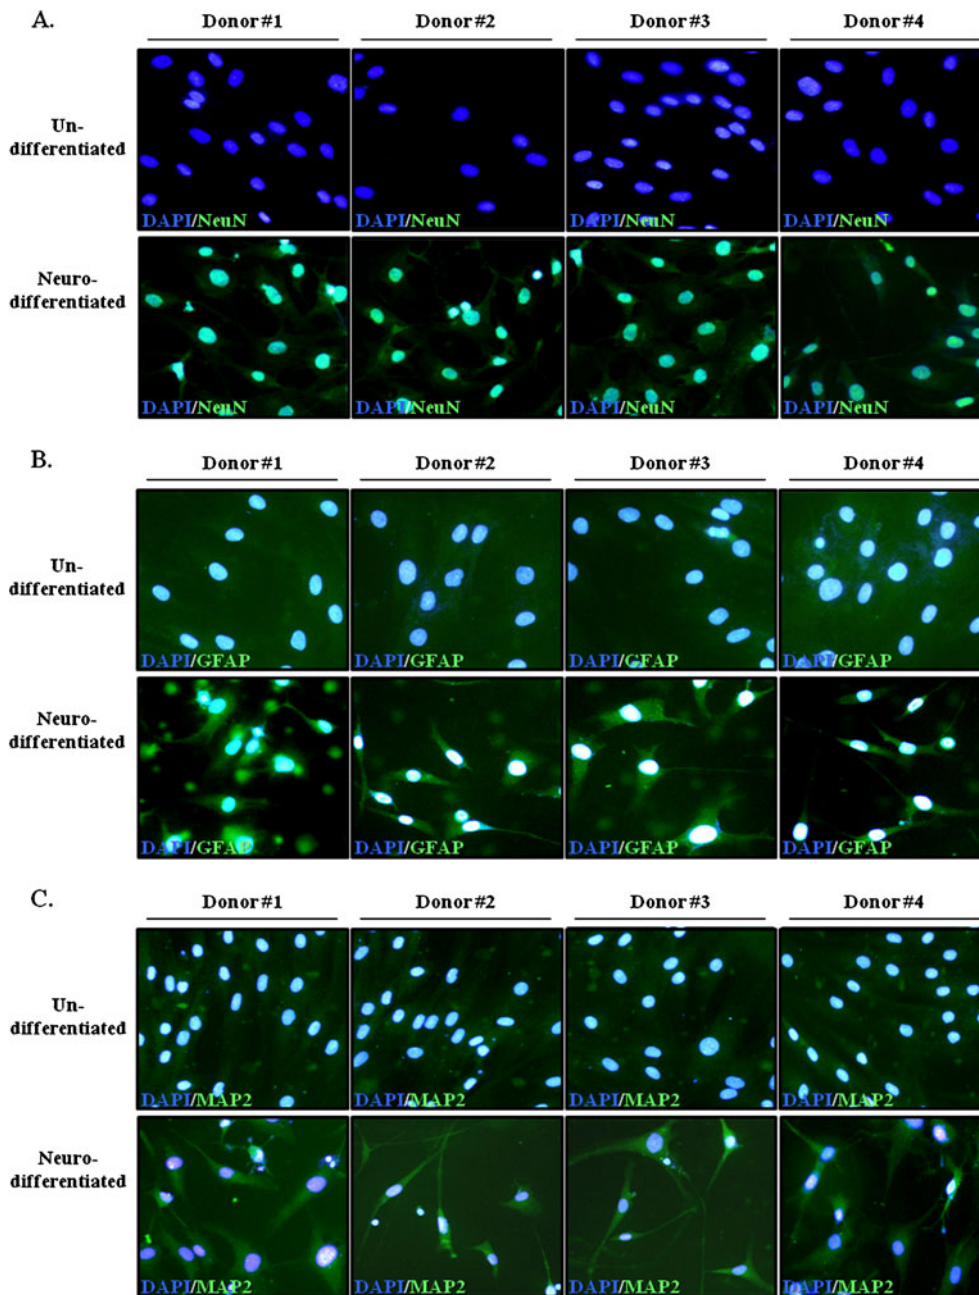 A.
Donor #1 Donor #2 Donor #3 Donor #4
Un-
differentiated
DAPI/NeuN DAPI/NeuN DAPI/NeuN DAPI/NeuN
Neuro-
differentiated
DAPI/NeuN DAPI/NeuN DAPI/NeuN DAPI/NeuN
B.
Donor #1 Donor #2 Donor #3 Donor #4
Un-
differentiated
DAPI/GFAP DAPI/GFAP DAPI/GFAP DAPI/GFAP
Neuro-
differentiated
DAPI/GFAP DAPI/GFAP DAPI/GFAP DAPI/GFAP
C.
Donor #1 Donor #2 Donor #3 Donor #4
Un-
differentiated
DAPI/MAP2 DAPI/MAP2 DAPI/MAP2 DAPI/MAP2
Neuro-
differentiated
DAPI/MAP2 DAPI/MAP2 DAPI/MAP2 DAPI/MAP2